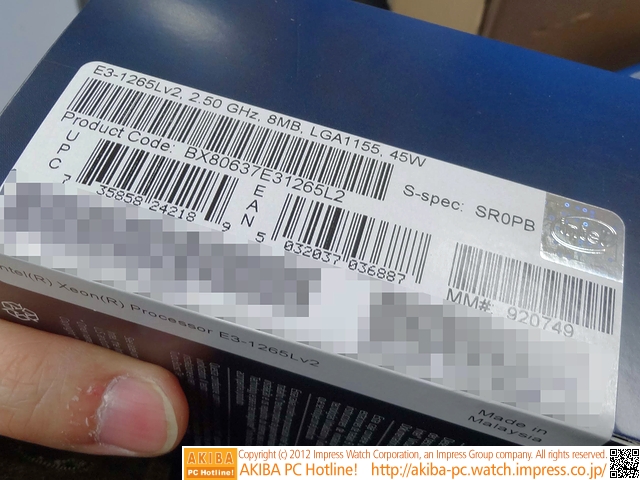 E3-1265Lv2, 2.50 GHz, 8MB, LGA1155, 45W
Product Code: BX80637E31265L2
S-spec: SR0PB
UPC 7 35858 24218 9
EAN 5 032037 036887
MM#: 920749
intel
Intel(R) Xeon(R) Processor E3-1265Lv2
Made in
Malaysia
AKIBA
PC Hotline!
Copyright (c) 2012 Impress Watch Corporation, an Impress Group company. All rights reserved.
AKIBA PC Hotline! http://akiba-pc.watch.impress.co.jp/